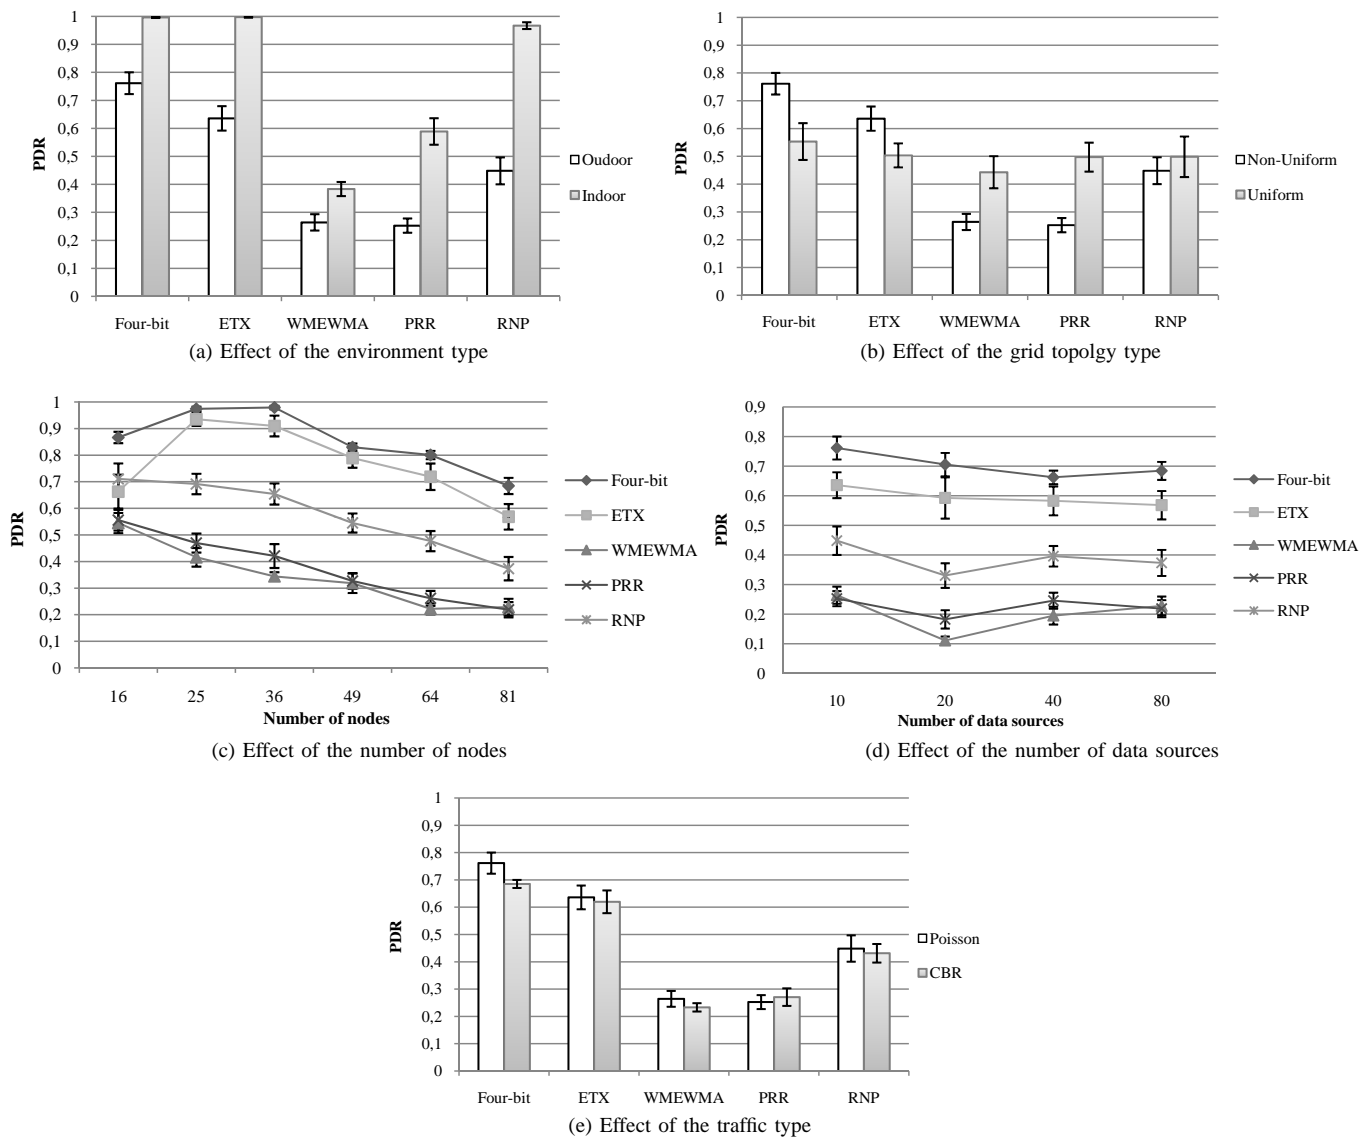 1
0,9
0,8
0,7
0,6
0,5
0,4
0,3
0,2
0,1
0
PDR
Four-bit ETX WMEWMA PRR RNP
Oudoor
Indoor
(a) Effect of the environment type
1
0,9
0,8
0,7
0,6
0,5
0,4
0,3
0,2
0,1
0
PDR
Four-bit ETX WMEWMA PRR RNP
Non-Uniform
Uniform
(b) Effect of the grid topolgy type
1
0,9
0,8
0,7
0,6
0,5
0,4
0,3
0,2
0,1
0
PDR
16 25 36 49 64 81
Number of nodes
Four-bit
ETX
WMEWMA
PRR
RNP
(c) Effect of the number of nodes
0,9
0,8
0,7
0,6
0,5
0,4
0,3
0,2
0,1
0
PDR
10 20 40 80
Number of data sources
Four-bit
ETX
WMEWMA
PRR
RNP
(d) Effect of the number of data sources
1
0,9
0,8
0,7
0,6
0,5
0,4
0,3
0,2
0,1
0
PDR
Four-bit ETX WMEWMA PRR RNP
Poisson
CBR
(e) Effect of the traffic type